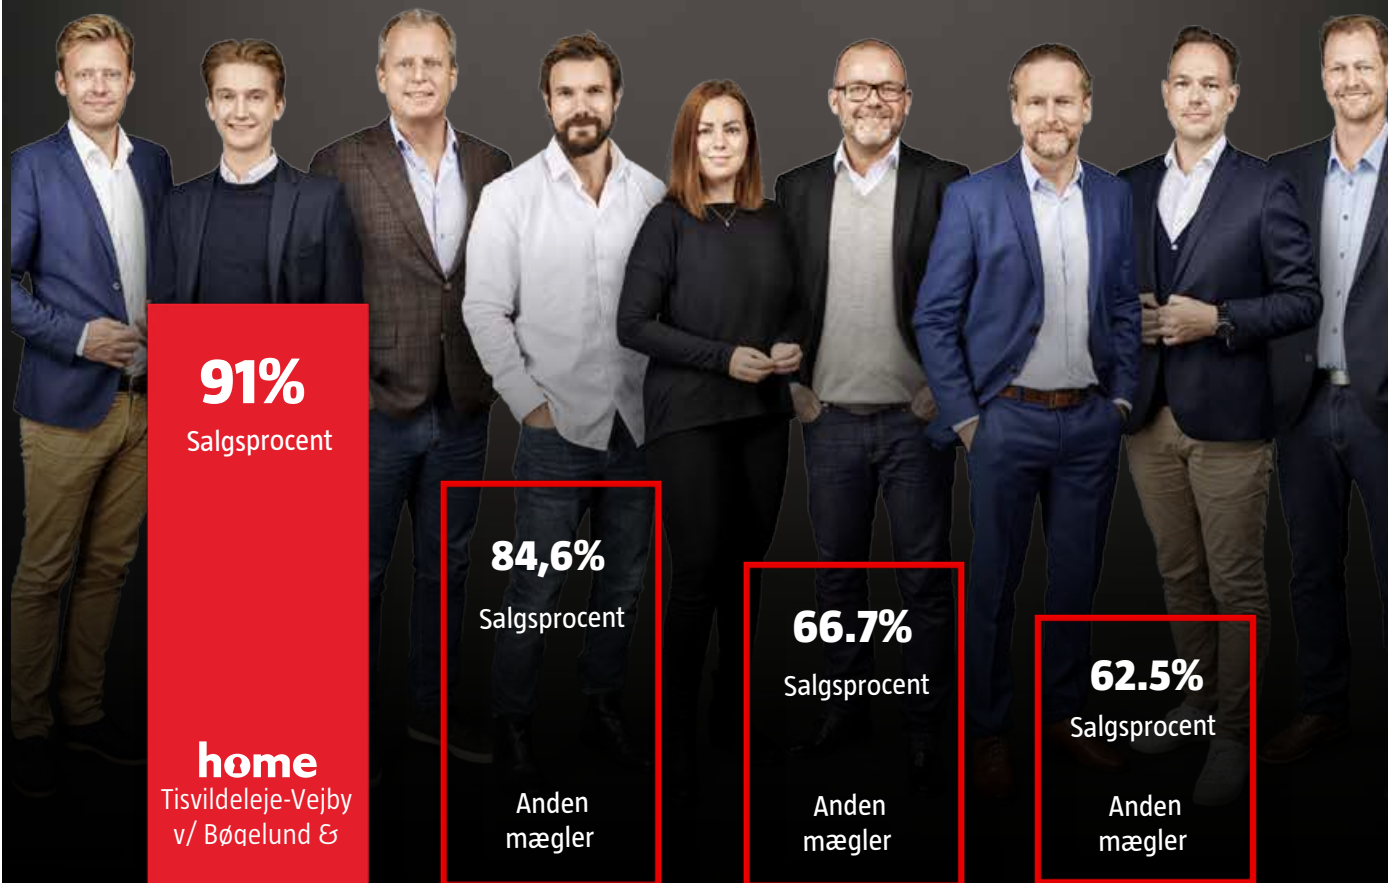 91%
Salgsprocent
home
Tisvildeleje-Vejby
v/ Bøgelund &
84,6%
Salgsprocent
Anden
mægler
66.7%
Salgsprocent
Anden
mægler
62.5%
Salgsprocent
Anden
mægler